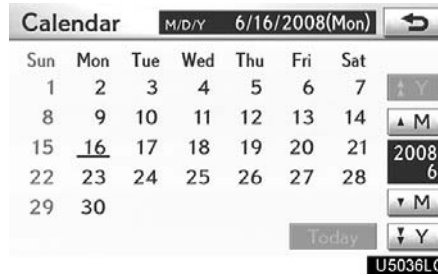 Calendar M/D/Y 6/16/2008(Mon)
Sun Mon Tue Wed Thu Fri Sat
1 2 3 4 5 6 7 Y
8 9 10 11 12 13 14 M
15 16 17 18 19 20 21 2008
22 23 24 25 26 27 28 6
29 30 M
Today Y
U5036LC